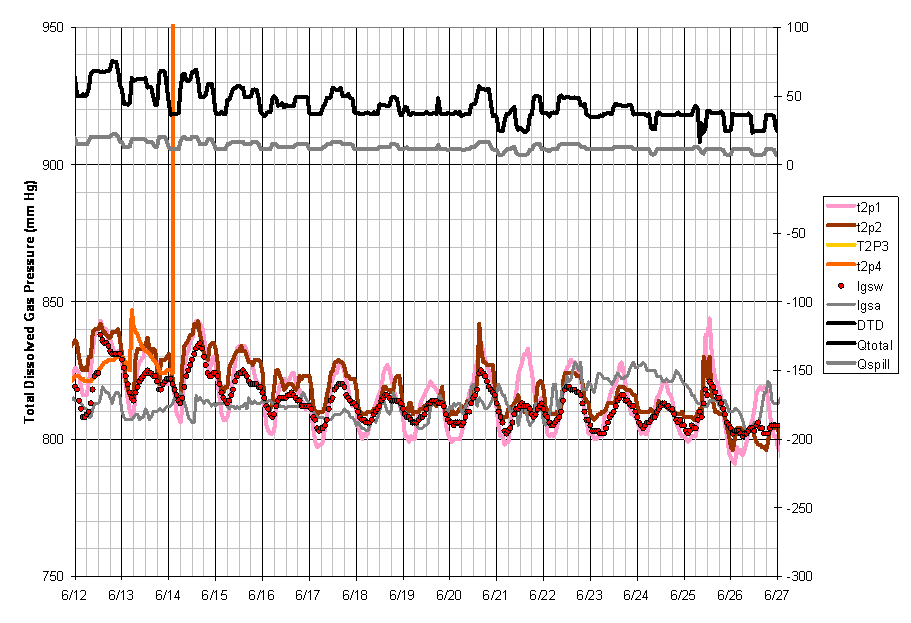 950
900
850
800
750
Total Dissolved Gas Pressure (mm Hg)
100
50
0
-50
-100
-150
-200
-250
-300
6/12 6/13 6/14 6/15 6/16 6/17 6/18 6/19 6/20 6/21 6/22 6/23 6/24 6/25 6/26 6/27
t2p1
t2p2
T2P3
t2p4
lgsw
lgsa
DTD
Qtotal
Qspill